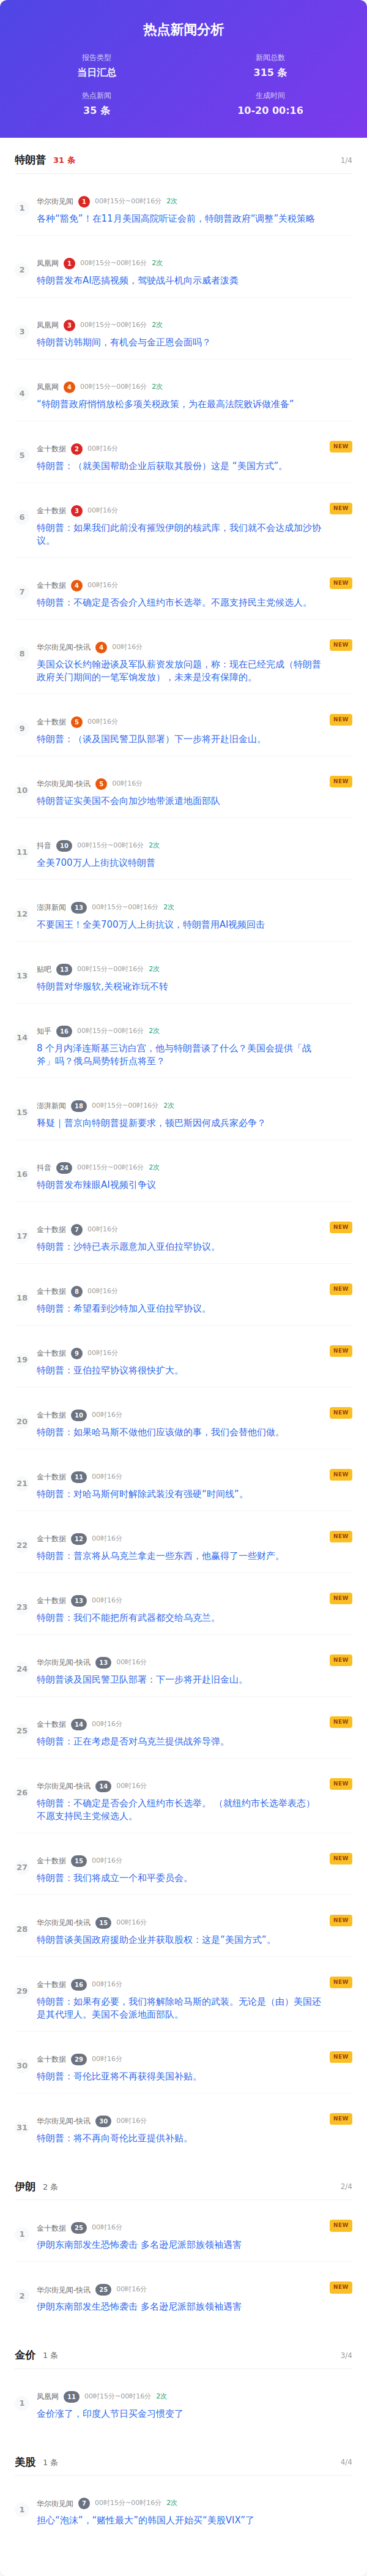 热点新闻分析
报告类型
当日汇总
新闻总数
315 条
热点新闻
35 条
生成时间
10-20 00:16
特朗普 31 条 1/4
1 华尔街见闻 1 00时15分~00时16分 2次
各种“豁免”！在11月美国高院听证会前，特朗普政府“调整”关税策略
2 凤凰网 1 00时15分~00时16分 2次
特朗普发布AI恶搞视频，驾驶战斗机向示威者泼粪
3 凤凰网 3 00时15分~00时16分 2次
特朗普访韩期间，有机会与金正恩会面吗？
4 凤凰网 4 00时15分~00时16分 2次
“特朗普政府悄悄放松多项关税政策，为在最高法院败诉做准备”
5 金十数据 2 00时16分 NEW
特朗普：（就美国帮助企业后获取其股份）这是 “美国方式”。
6 金十数据 3 00时16分 NEW
特朗普：如果我们此前没有摧毁伊朗的核武库，我们就不会达成加沙协
议。
7 金十数据 4 00时16分 NEW
特朗普：不确定是否会介入纽约市长选举。不愿支持民主党候选人。
8 华尔街见闻-快讯 4 00时16分 NEW
美国众议长约翰逊谈及军队薪资发放问题，称：现在已经完成（特朗普
政府关门期间的一笔军饷发放），未来是没有保障的。
9 金十数据 5 00时16分 NEW
特朗普：（谈及国民警卫队部署）下一步将开赴旧金山。
10 华尔街见闻-快讯 5 00时16分 NEW
特朗普证实美国不会向加沙地带派遣地面部队
11 抖音 10 00时15分~00时16分 2次
全美700万人上街抗议特朗普
12 澎湃新闻 13 00时15分~00时16分 2次
不要国王！全美700万人上街抗议，特朗普用AI视频回击
13 贴吧 13 00时15分~00时16分 2次
特朗普对华服软,关税讹诈玩不转
14 知乎 16 00时15分~00时16分 2次
8 个月内泽连斯基三访白宫，他与特朗普谈了什么？美国会提供「战
斧」吗？俄乌局势转折点将至？
15 澎湃新闻 18 00时15分~00时16分 2次
释疑｜普京向特朗普提新要求，顿巴斯因何成兵家必争？
16 抖音 24 00时15分~00时16分 2次
特朗普发布辣眼AI视频引争议
17 金十数据 7 00时16分 NEW
特朗普：沙特已表示愿意加入亚伯拉罕协议。
18 金十数据 8 00时16分 NEW
特朗普：希望看到沙特加入亚伯拉罕协议。
19 金十数据 9 00时16分 NEW
特朗普：亚伯拉罕协议将很快扩大。
20 金十数据 10 00时16分 NEW
特朗普：如果哈马斯不做他们应该做的事，我们会替他们做。
21 金十数据 11 00时16分 NEW
特朗普：对哈马斯何时解除武装没有强硬“时间线”。
22 金十数据 12 00时16分 NEW
特朗普：普京将从乌克兰拿走一些东西，他赢得了一些财产。
23 金十数据 13 00时16分 NEW
特朗普：我们不能把所有武器都交给乌克兰。
24 华尔街见闻-快讯 13 00时16分 NEW
特朗普谈及国民警卫队部署：下一步将开赴旧金山。
25 金十数据 14 00时16分 NEW
特朗普：正在考虑是否对乌克兰提供战斧导弹。
26 华尔街见闻-快讯 14 00时16分 NEW
特朗普：不确定是否会介入纽约市长选举。 （就纽约市长选举表态）
不愿支持民主党候选人。
27 金十数据 15 00时16分 NEW
特朗普：我们将成立一个和平委员会。
28 华尔街见闻-快讯 15 00时16分 NEW
特朗普谈美国政府援助企业并获取股权：这是“美国方式”。
29 金十数据 16 00时16分 NEW
特朗普：如果有必要，我们将解除哈马斯的武装。无论是（由）美国还
是其代理人。美国不会派地面部队。
30 金十数据 29 00时16分 NEW
特朗普：哥伦比亚将不再获得美国补贴。
31 华尔街见闻-快讯 30 00时16分 NEW
特朗普：将不再向哥伦比亚提供补贴。
伊朗 2 条 2/4
1 金十数据 25 00时16分 NEW
伊朗东南部发生恐怖袭击 多名逊尼派部族领袖遇害
2 华尔街见闻-快讯 25 00时16分 NEW
伊朗东南部发生恐怖袭击 多名逊尼派部族领袖遇害
金价 1 条 3/4
1 凤凰网 11 00时15分~00时16分 2次
金价涨了，印度人节日买金习惯变了
美股 1 条 4/4
1 华尔街见闻 7 00时15分~00时16分 2次
担心“泡沫”，“赌性最大”的韩国人开始买“美股VIX”了